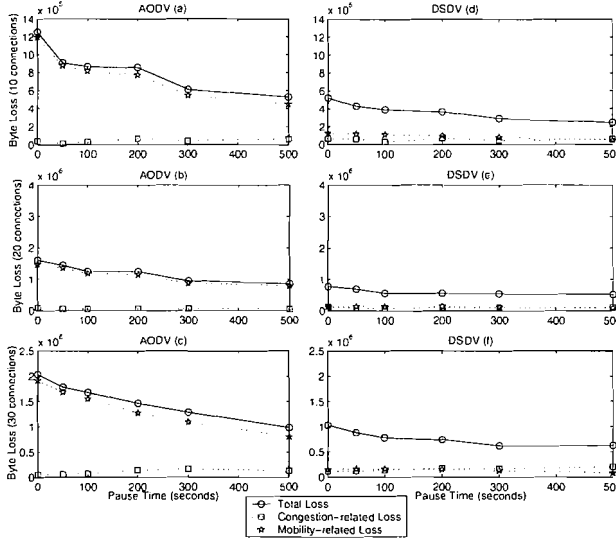 AODV (a)
x 10^5
Byte Loss (10 connections)
14
12
10
8
6
4
2
0
0 100 200 300 400 500
DSDV (d)
x 10^5
14
12
10
8
6
4
2
0
0 100 200 300 400 500
AODV (b)
x 10^6
Byte Loss (20 connections)
4
3
2
1
0
0 100 200 300 400 500
DSDV (e)
x 10^6
4
3
2
1
0
0 100 200 300 400 500
AODV (c)
x 10^6
Byte Loss (30 connections)
2.5
2
1.5
1
0.5
0
0 100 200 300 400 500
Pause Time (seconds)
DSDV (f)
x 10^6
2.5
2
1.5
1
0.5
0
0 100 200 300 400 500
Pause Time (seconds)
Total Loss
Congestion-related Loss
Mobility-related Loss